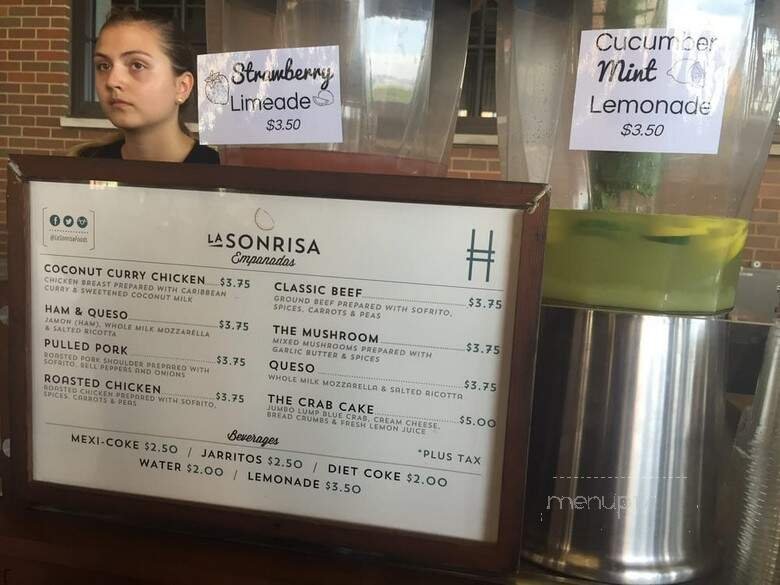 Strawberry
Limeade
$3.50
Cucumber
Mint
Lemonade
$3.50
@LaSonrisaFoods
LA SONRISA
Empanadas
COCONUT CURRY CHICKEN $3.75
CHICKEN BREAST PREPARED WITH CARIBBEAN
CURRY & SWEETENED COCONUT MILK
HAM & QUESO $3.75
JAMON (HAM), WHOLE MILK MOZZARELLA
& SALTED RICOTTA
PULLED PORK $3.75
ROASTED PORK SHOULDER PREPARED WITH
SOFRITO, BELL PEPPERS AND ONIONS
ROASTED CHICKEN $3.75
ROASTED CHICKEN PREPARED WITH SOFRITO,
SPICES, CARROTS & PEAS
CLASSIC BEEF $3.75
GROUND BEEF PREPARED WITH SOFRITO,
SPICES, CARROTS & PEAS
THE MUSHROOM $3.75
MIXED MUSHROOMS PREPARED WITH
GARLIC BUTTER & SPICES
QUESO $3.75
WHOLE MILK MOZZARELLA & SALTED RICOTTA
THE CRAB CAKE $5.00
JUMBO LUMP BLUE CRAB, CREAM CHEESE,
BREAD CRUMBS & FRESH LEMON JUICE
*PLUS TAX
Beverages
MEXI-COKE $2.50 / JARRITOS $2.50 / DIET COKE $2.00
WATER $2.00 / LEMONADE $3.50
menupix